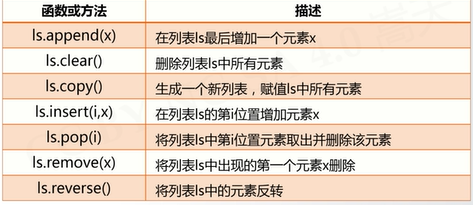 函数或方法 描述
ls.append(x) 在列表ls最后增加一个元素x
ls.clear() 删除列表ls中所有元素
ls.copy() 生成一个新列表，赋值ls中所有元素
ls.insert(i,x) 在列表ls的第i位置增加元素x
ls.pop(i) 将列表ls中第i位置元素取出并删除该元素
ls.remove(x) 将列表ls中出现的第一个元素x删除
ls.reverse() 将列表ls中的元素反转